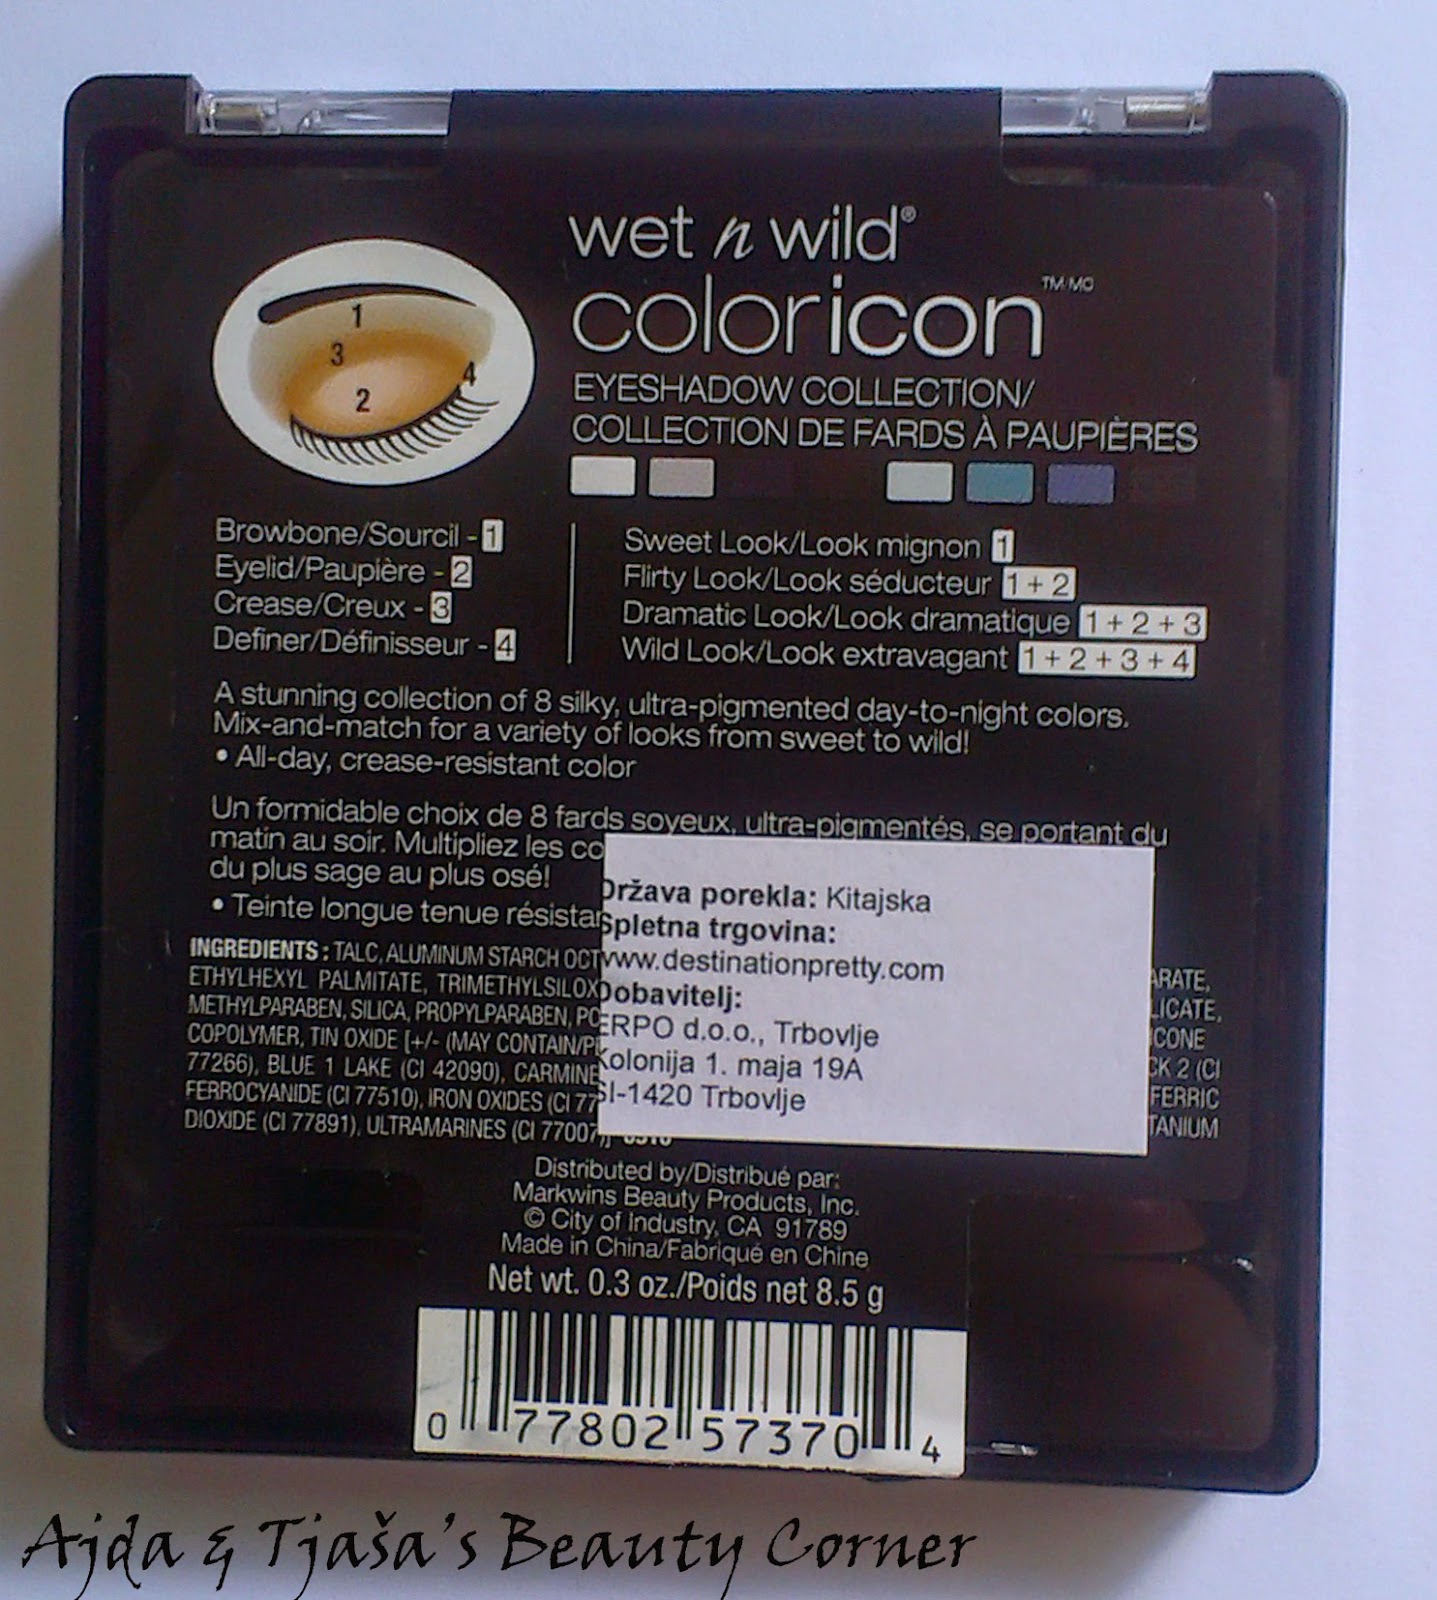 wet n wild®
coloricon™MC
EYESHADOW COLLECTION/
COLLECTION DE FARDS À PAUPIÈRES
1
3
4
2
Browbone/Sourcil - 1
Eyelid/Paupière - 2
Crease/Creux - 3
Definer/Définisseur - 4
Sweet Look/Look mignon 1
Flirty Look/Look séducteur 1 + 2
Dramatic Look/Look dramatique 1 + 2 + 3
Wild Look/Look extravagant 1 + 2 + 3 + 4
A stunning collection of 8 silky, ultra-pigmented day-to-night colors.
Mix-and-match for a variety of looks from sweet to wild!
• All-day, crease-resistant color
Un formidable choix de 8 fards soyeux, ultra-pigmentés, se portant du
matin au soir. Multipliez les co
du plus sage au plus osé!
• Teinte longue tenue résistan
INGREDIENTS : TALC, ALUMINUM STARCH OCT ARATE,
ETHYLHEXYL PALMITATE, TRIMETHYLSILOX LICATE,
METHYLPARABEN, SILICA, PROPYLPARABEN, PO CONE
COPOLYMER, TIN OXIDE [+/- (MAY CONTAIN/P CK 2 (CI
77266), BLUE 1 LAKE (CI 42090), CARMINE FERRIC
FERROCYANIDE (CI 77510), IRON OXIDES (CI 77 TANIUM
DIOXIDE (CI 77891), ULTRAMARINES (CI 77007)
Država porekla: Kitajska
Spletna trgovina:
www.destinationpretty.com
Dobavitelj:
ERPO d.o.o., Trbovlje
Kolonija 1. maja 19A
SI-1420 Trbovlje
Distributed by/Distribué par:
Markwins Beauty Products, Inc.
© City of Industry, CA 91789
Made in China/Fabriqué en Chine
Net wt. 0.3 oz./Poids net 8.5 g
0 77802 57370 4
Ajda & Tjaša's Beauty Corner